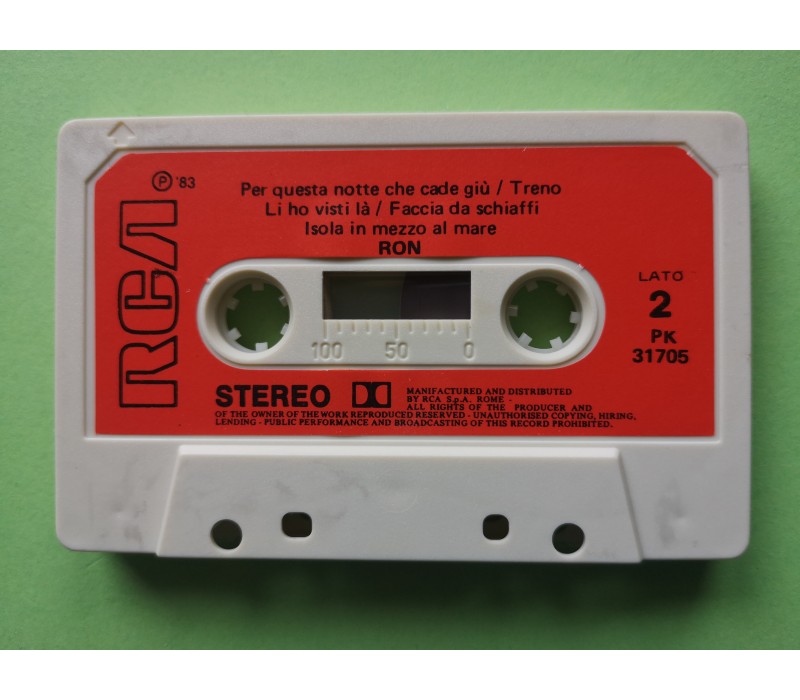 RCA
Ⓟ '83
Per questa notte che cade giù / Treno
Li ho visti là / Faccia da schiaffi
Isola in mezzo al mare
RON
LATO
2
PK
31705
100 50 0
STEREO
MANIFACTURED AND DISTRIBUTED
BY RCA S.p.A. ROME -
ALL RIGHTS OF THE PRODUCER AND
OF THE OWNER OF THE WORK REPRODUCED RESERVED - UNAUTHORISED COPYING, HIRING,
LENDING - PUBLIC PERFORMANCE AND BROADCASTING OF THIS RECORD PROHIBITED.